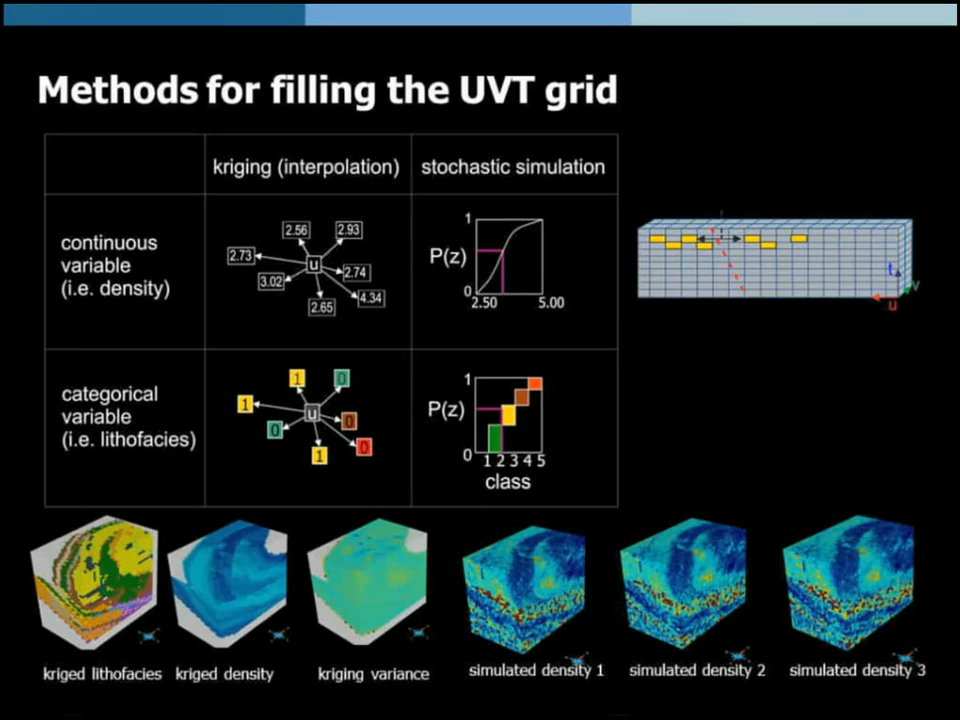 Methods for filling the UVT grid
kriging (interpolation)
stochastic simulation
continuous
variable
(i.e. density)
2.56
2.93
2.73
u
3.02
2.74
2.65
4.34
1
P(z)
0
2.50
5.00
t
v
u
categorical
variable
(i.e. lithofacies)
1
0
1
u
0
0
1
0
1
P(z)
0
1 2 3 4 5
class
kriged lithofacies
kriged density
kriging variance
simulated density 1
simulated density 2
simulated density 3